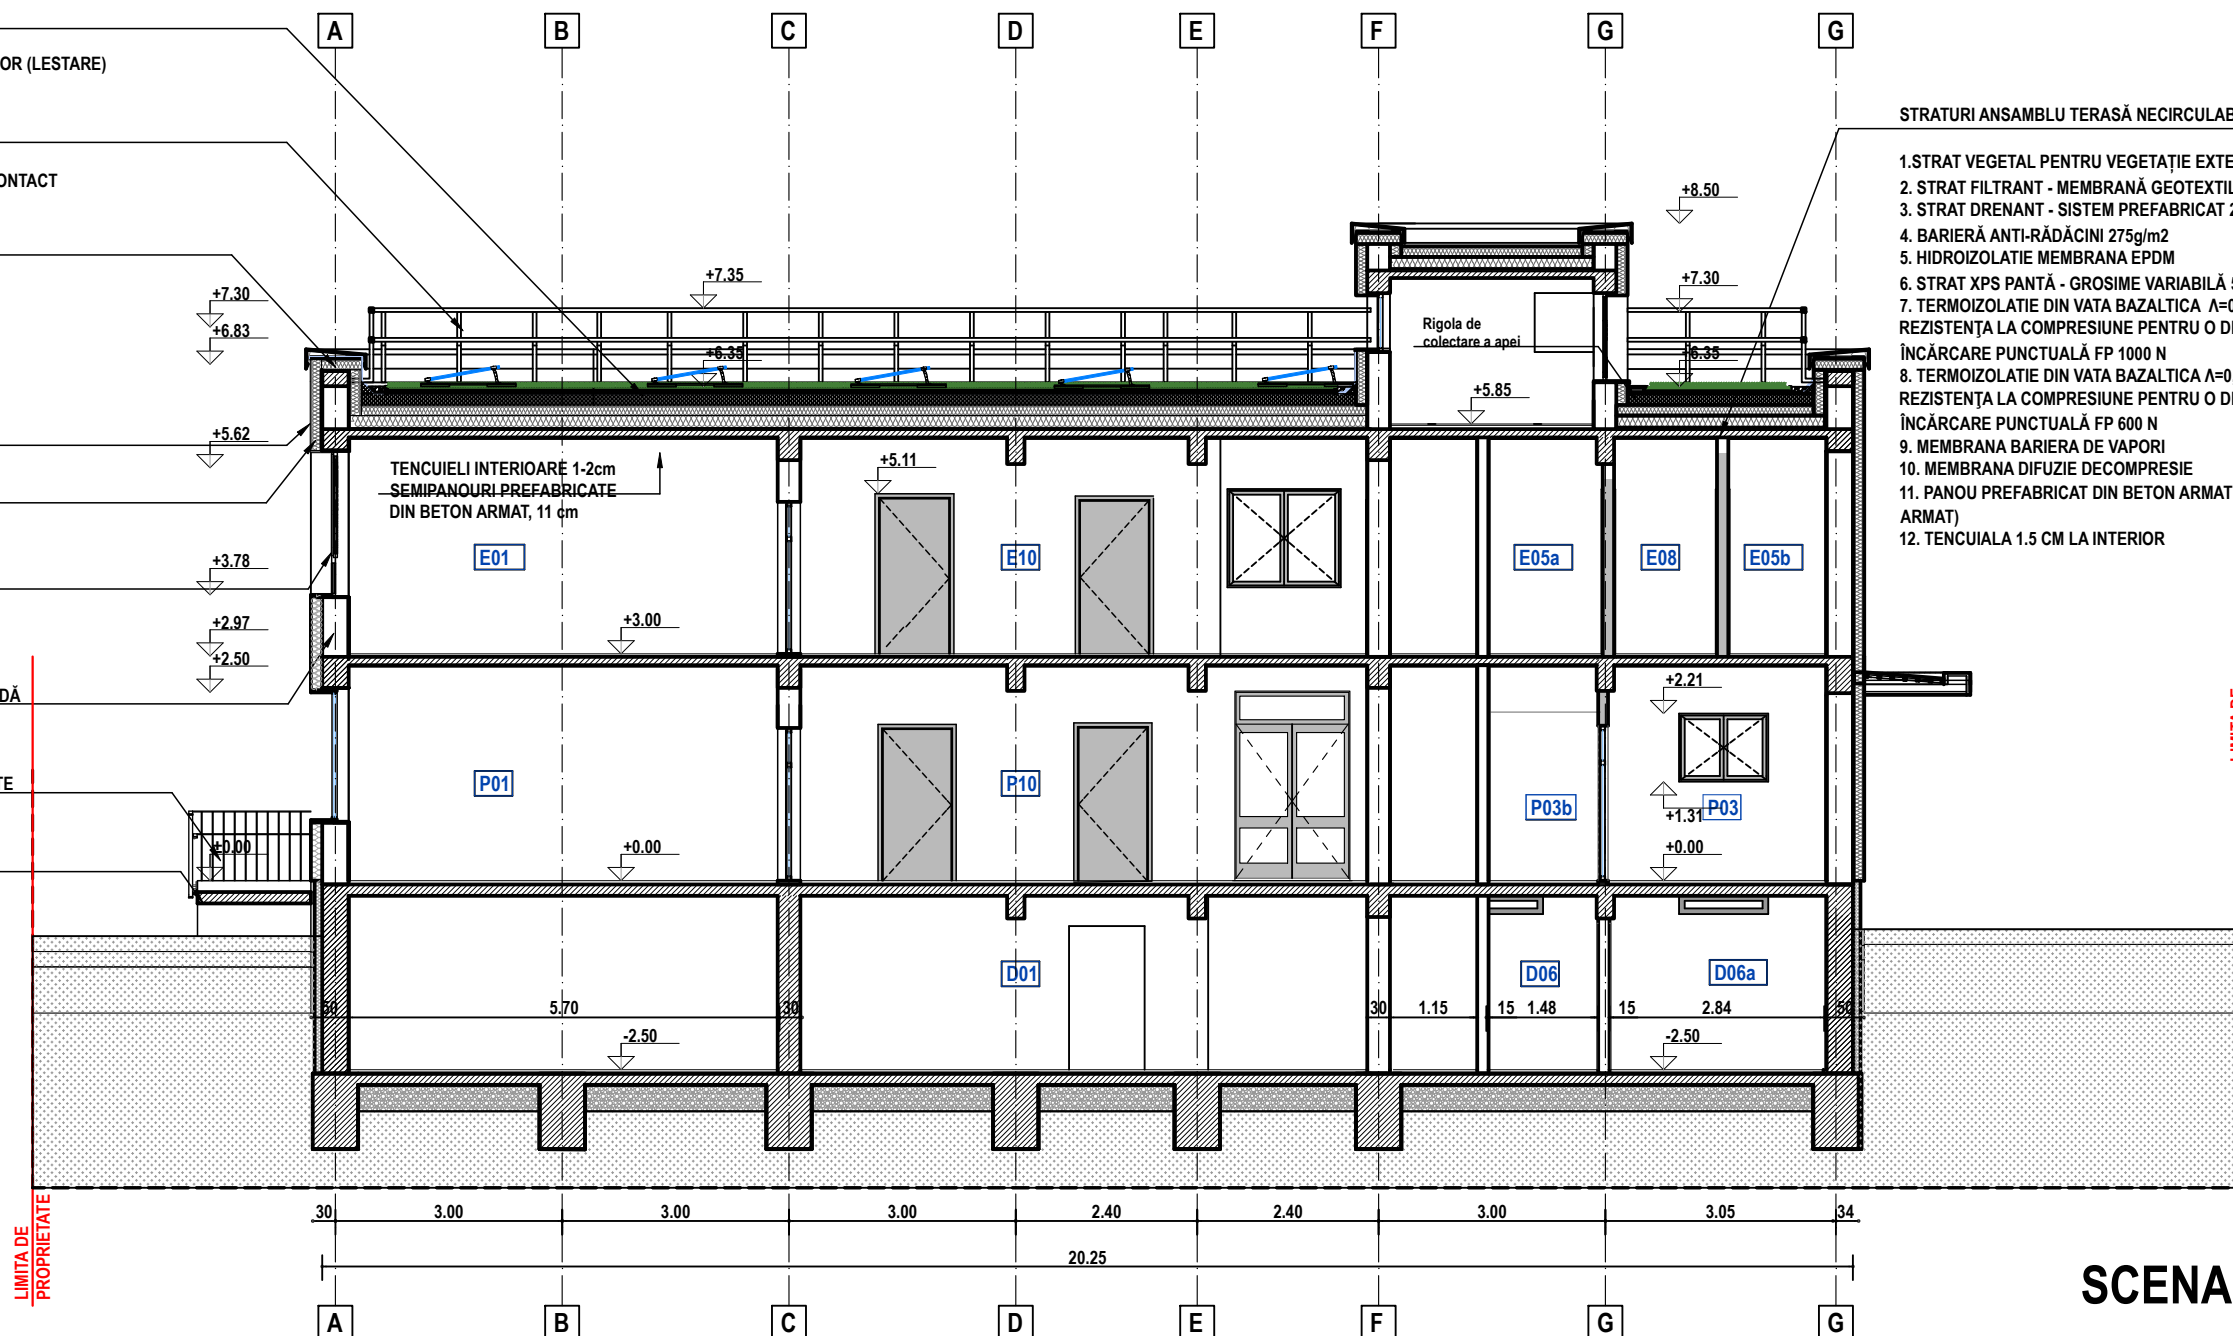 A B C D E F G G
OR (LESTARE)
ONTACT
DĂ
TE
STRATURI ANSAMBLU TERASĂ NECIRCULAB
1.STRAT VEGETAL PENTRU VEGETAȚIE EXTE
2. STRAT FILTRANT - MEMBRANĂ GEOTEXTIL
3. STRAT DRENANT - SISTEM PREFABRICAT 2
4. BARIERĂ ANTI-RĂDĂCINI 275g/m2
5. HIDROIZOLATIE MEMBRANA EPDM
6. STRAT XPS PANTĂ - GROSIME VARIABILĂ 5
7. TERMOIZOLATIE DIN VATA BAZALTICA Λ=0
REZISTENŢA LA COMPRESIUNE PENTRU O DE
ÎNCĂRCARE PUNCTUALĂ FP 1000 N
8. TERMOIZOLATIE DIN VATA BAZALTICA Λ=0.
REZISTENŢA LA COMPRESIUNE PENTRU O DE
ÎNCĂRCARE PUNCTUALĂ FP 600 N
9. MEMBRANA BARIERA DE VAPORI
10. MEMBRANA DIFUZIE DECOMPRESIE
11. PANOU PREFABRICAT DIN BETON ARMAT
ARMAT)
12. TENCUIALA 1.5 CM LA INTERIOR
+8.50
+7.35
+7.30
+7.30
+6.83
+6.35
+6.35
Rigola de
colectare a apei
+5.85
+5.62
TENCUIELI INTERIOARE 1-2cm
SEMIPANOURI PREFABRICATE
DIN BETON ARMAT, 11 cm
+5.11
E01 E10 E05a E08 E05b
+3.78
+2.97
+3.00
+2.50
+2.21
P01 P10 P03b P03
+1.31
+0.00 +0.00 +0.00
D01 D06 D06a
50 5.70 30 30 1.15 15 1.48 15 2.84 50
-2.50 -2.50
30 3.00 3.00 3.00 2.40 2.40 3.00 3.05 34
20.25
LIMITA DE
PROPRIETATE
LIMITA DE
SCENA
A B C D E F G G